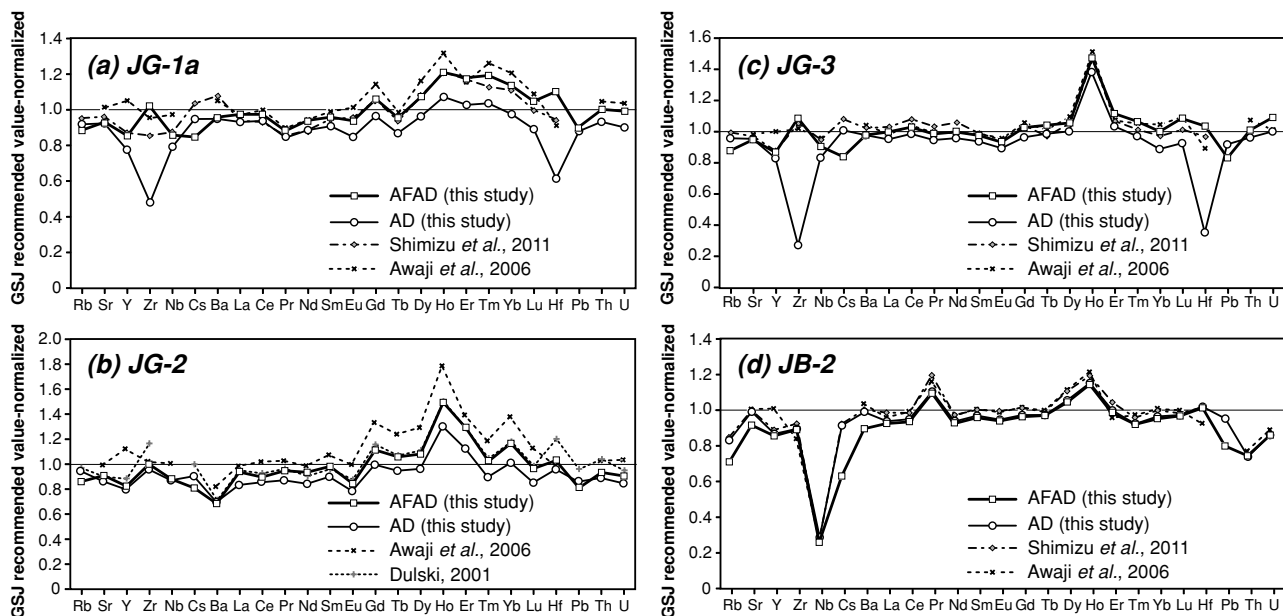 GSJ recommended value-normalized
(a) JG-1a
1.4
1.2
1.0
0.8
0.6
0.4
0.2
0
AFAD (this study)
AD (this study)
Shimizu et al., 2011
Awaji et al., 2006
Rb Sr Y Zr Nb Cs Ba La Ce Pr Nd Sm Eu Gd Tb Dy Ho Er Tm Yb Lu Hf Pb Th U
GSJ recommended value-normalized
(b) JG-2
2.0
1.8
1.6
1.4
1.2
1.0
0.8
0.6
0.4
0.2
0
AFAD (this study)
AD (this study)
Awaji et al., 2006
Dulski, 2001
Rb Sr Y Zr Nb Cs Ba La Ce Pr Nd Sm Eu Gd Tb Dy Ho Er Tm Yb Lu Hf Pb Th U
GSJ recommended value-normalized
(c) JG-3
1.6
1.4
1.2
1.0
0.8
0.6
0.4
0.2
0
AFAD (this study)
AD (this study)
Shimizu et al., 2011
Awaji et al., 2006
Rb Sr Y Zr Nb Cs Ba La Ce Pr Nd Sm Eu Gd Tb Dy Ho Er Tm Yb Lu Hf Pb Th U
GSJ recommended value-normalized
(d) JB-2
1.4
1.2
1.0
0.8
0.6
0.4
0.2
0
AFAD (this study)
AD (this study)
Shimizu et al., 2011
Awaji et al., 2006
Rb Sr Y Zr Nb Cs Ba La Ce Pr Nd Sm Eu Gd Tb Dy Ho Er Tm Yb Lu Hf Pb Th U